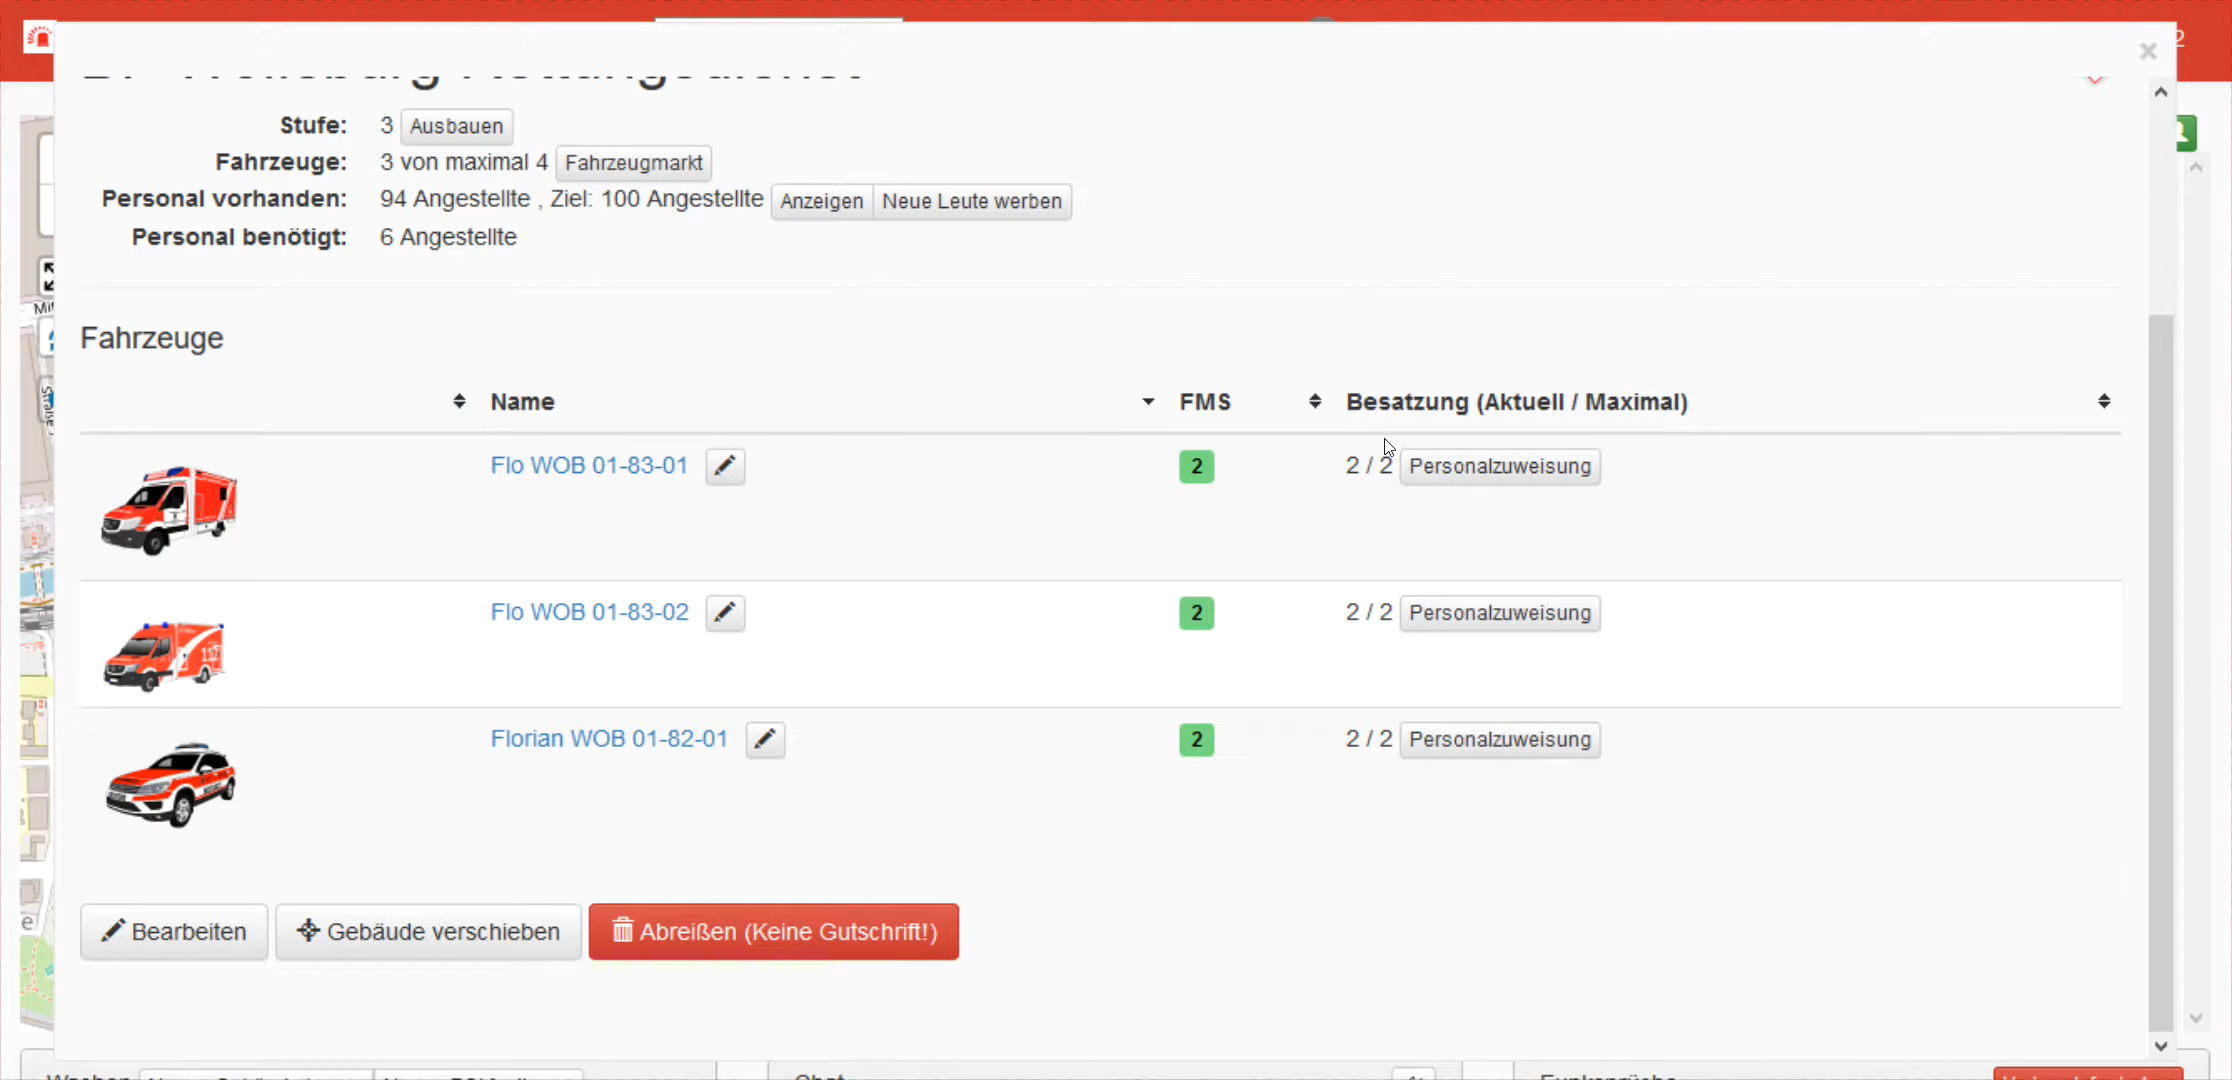 Stufe: 3 Ausbauen
Fahrzeuge: 3 von maximal 4 Fahrzeugmarkt
Personal vorhanden: 94 Angestellte , Ziel: 100 Angestellte Anzeigen Neue Leute werben
Personal benötigt: 6 Angestellte
Fahrzeuge
Name FMS Besatzung (Aktuell / Maximal)
Flo WOB 01-83-01 2 2 / 2 Personalzuweisung
Flo WOB 01-83-02 2 2 / 2 Personalzuweisung
112
Florian WOB 01-82-01 2 2 / 2 Personalzuweisung
Bearbeiten Gebäude verschieben Abreißen (Keine Gutschrift!)